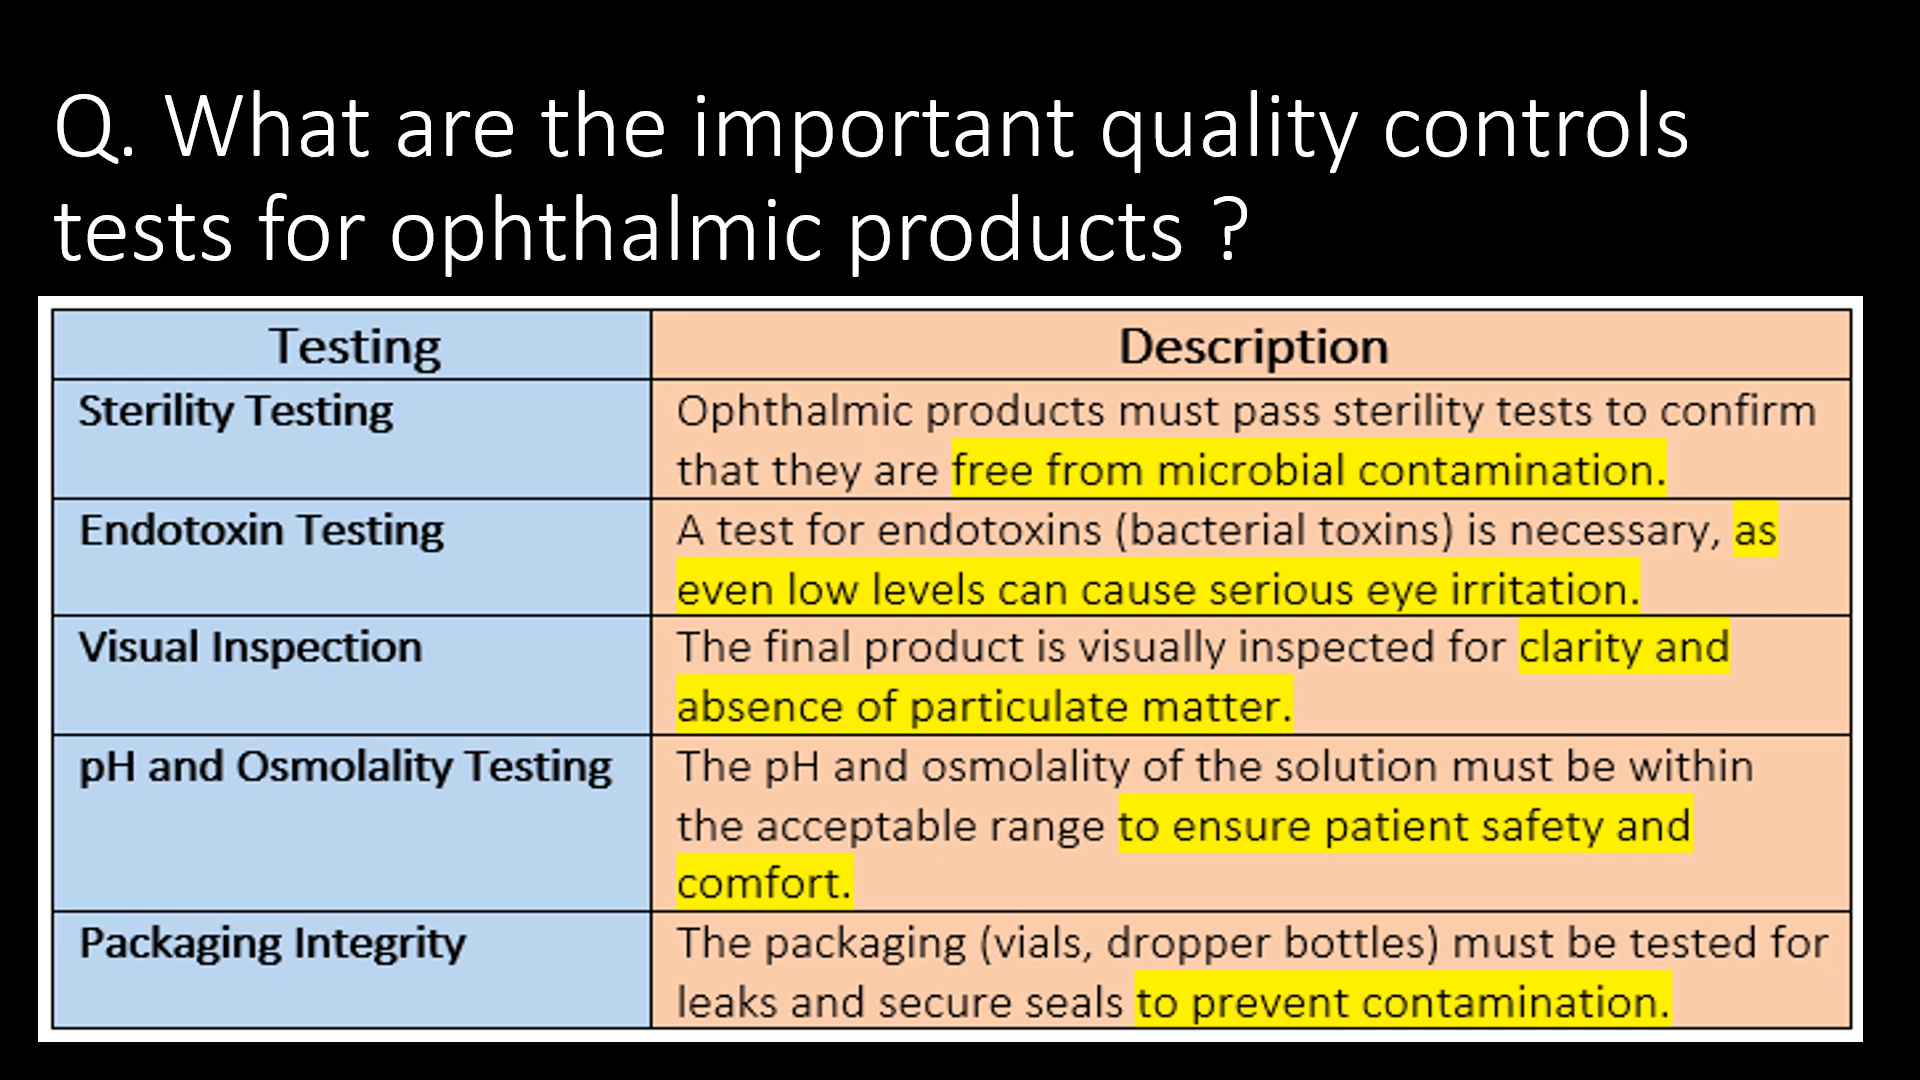 Q. What are the important quality controls
tests for ophthalmic products ?
Testing
Description
Sterility Testing
Ophthalmic products must pass sterility tests to confirm
that they are free from microbial contamination.
Endotoxin Testing
A test for endotoxins (bacterial toxins) is necessary, as
even low levels can cause serious eye irritation.
Visual Inspection
The final product is visually inspected for clarity and
absence of particulate matter.
pH and Osmolality Testing
The pH and osmolality of the solution must be within
the acceptable range to ensure patient safety and
comfort.
Packaging Integrity
The packaging (vials, dropper bottles) must be tested for
leaks and secure seals to prevent contamination.